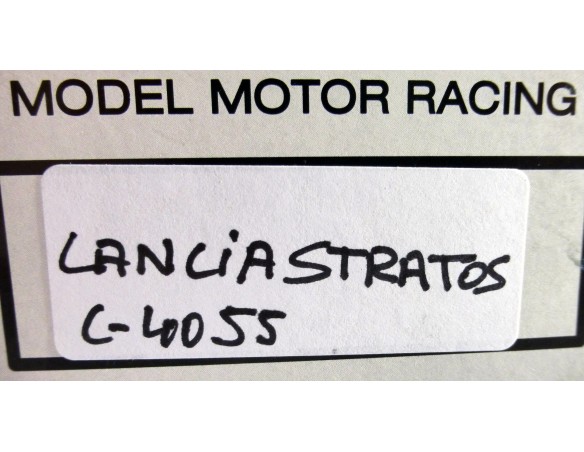 MODEL MOTOR RACING
LANCIA STRATOS
C-4055